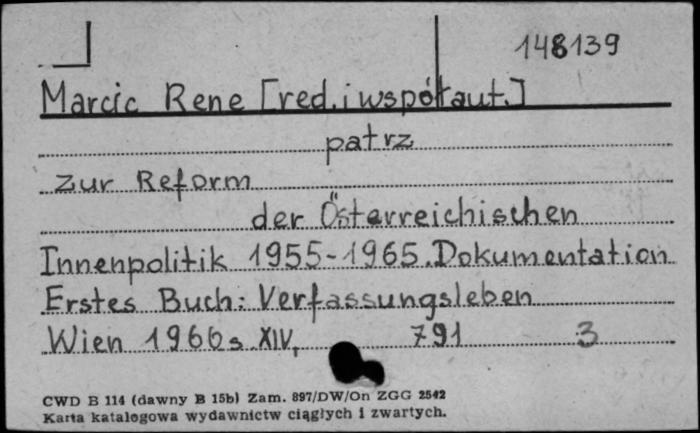 148139
Marcic Rene [red. i współaut.]
patrz
Zur Reform
der Österreichischen
Innenpolitik 1955-1965. Dokumentation
Erstes Buch: Verfassungsleben
Wien 1966 s XIV, 791 3
CWD B 114 (dawny B 15b) Zam. 897/DW/On ZGG 2542
Karta katalogowa wydawnictw ciągłych i zwartych.